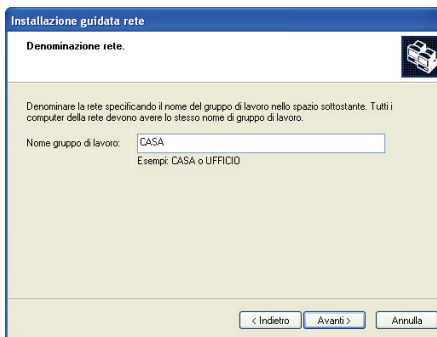 Installazione guidata rete
Denominazione rete.
Denominare la rete specificando il nome del gruppo di lavoro nello spazio sottostante. Tutti i
computer della rete devono avere lo stesso nome di gruppo di lavoro.
Nome gruppo di lavoro: CASA
Esempi: CASA o UFFICIO
< Indietro Avanti > Annulla